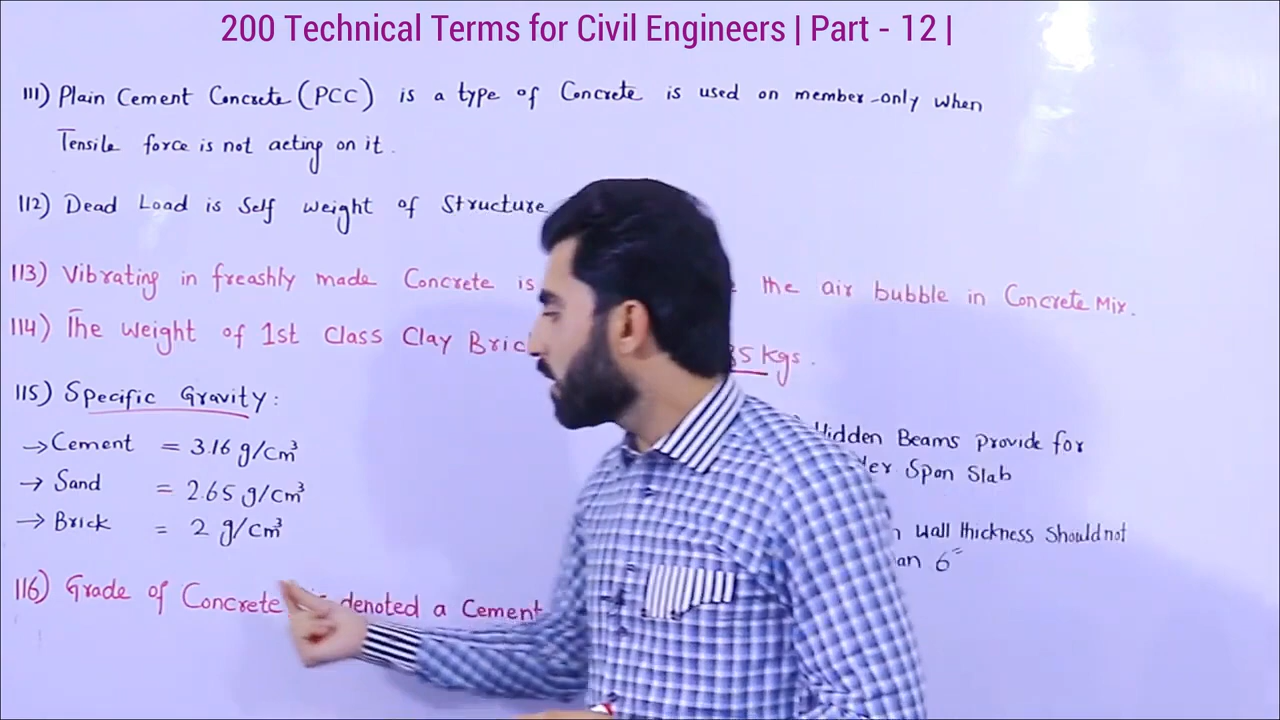 200 Technical Terms for Civil Engineers | Part - 12 |
111) Plain Cement Concrete (PCC) is a type of Concrete is used on member only when
Tensile force is not acting on it.
112) Dead Load is Self weight of Structure
113) Vibrating in freashly made Concrete is the air bubble in Concrete Mix.
114) The weight of 1st Class Clay Bric 35 kgs.
115) Specific Gravity:
→ Cement = 3.16 g/cm³
→ Sand = 2.65 g/cm³
→ Brick = 2 g/cm³
116) Grade of Concrete is denoted a Cement
Hidden Beams provide for
Span Slab
wall thickness should not
6"